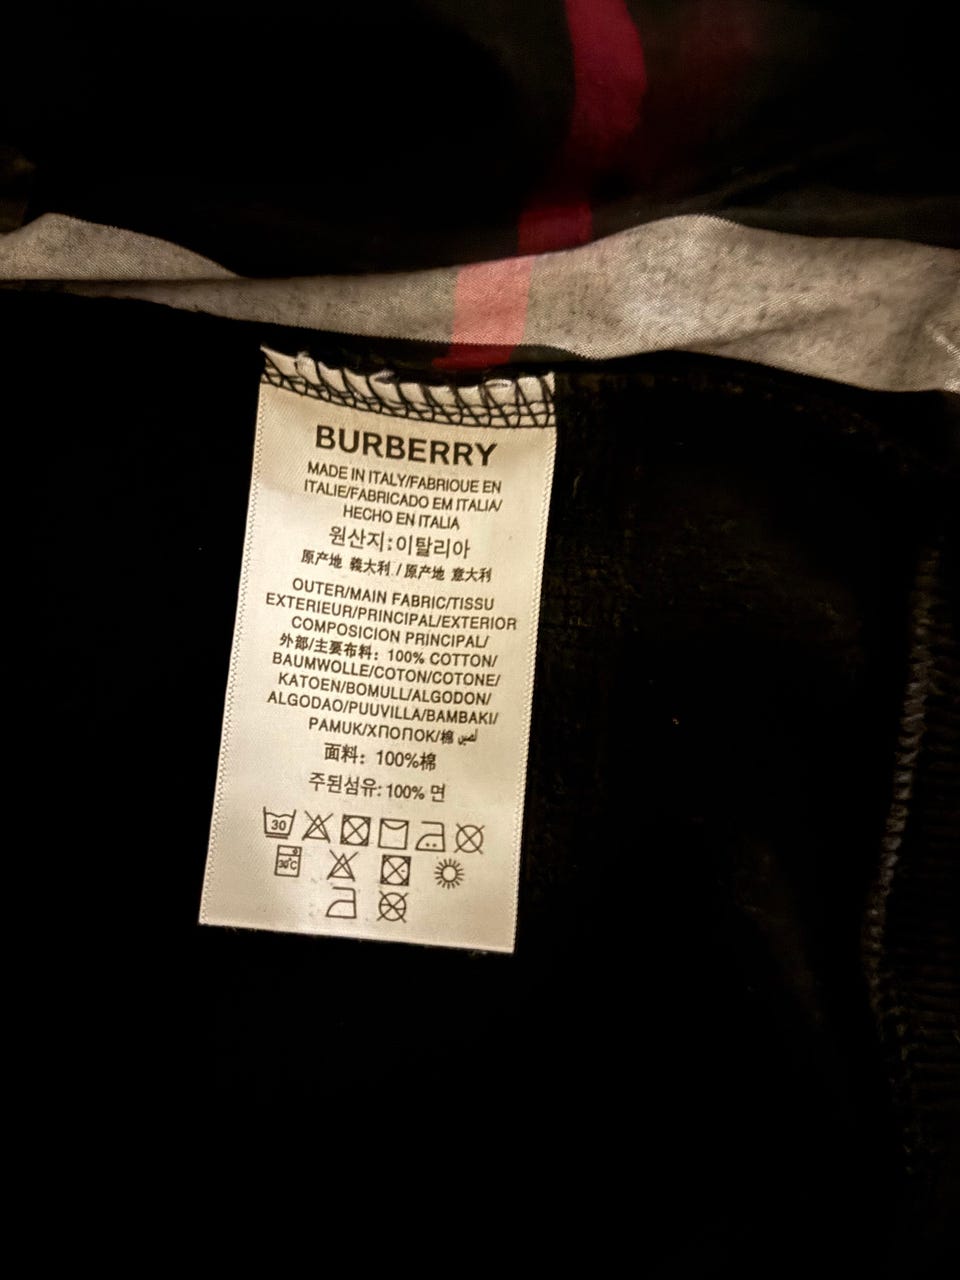 BURBERRY
MADE IN ITALY/FABRIQUE EN
ITALIE/FABRICADO EM ITALIA/
HECHO EN ITALIA
원산지:이탈리아
原产地 義大利 / 原产地 意大利
OUTER/MAIN FABRIC/TISSU
EXTERIEUR/PRINCIPAL/EXTERIOR
COMPOSICION PRINCIPAL/
外部/主要布料: 100% COTTON/
BAUMWOLLE/COTON/COTONE/
KATOEN/BOMULL/ALGODON/
ALGODAO/PUUVILLA/BAMBAKI/
PAMUK/ХЛОПОК/棉
面料: 100%棉
주된섬유: 100% 면
30
30°C